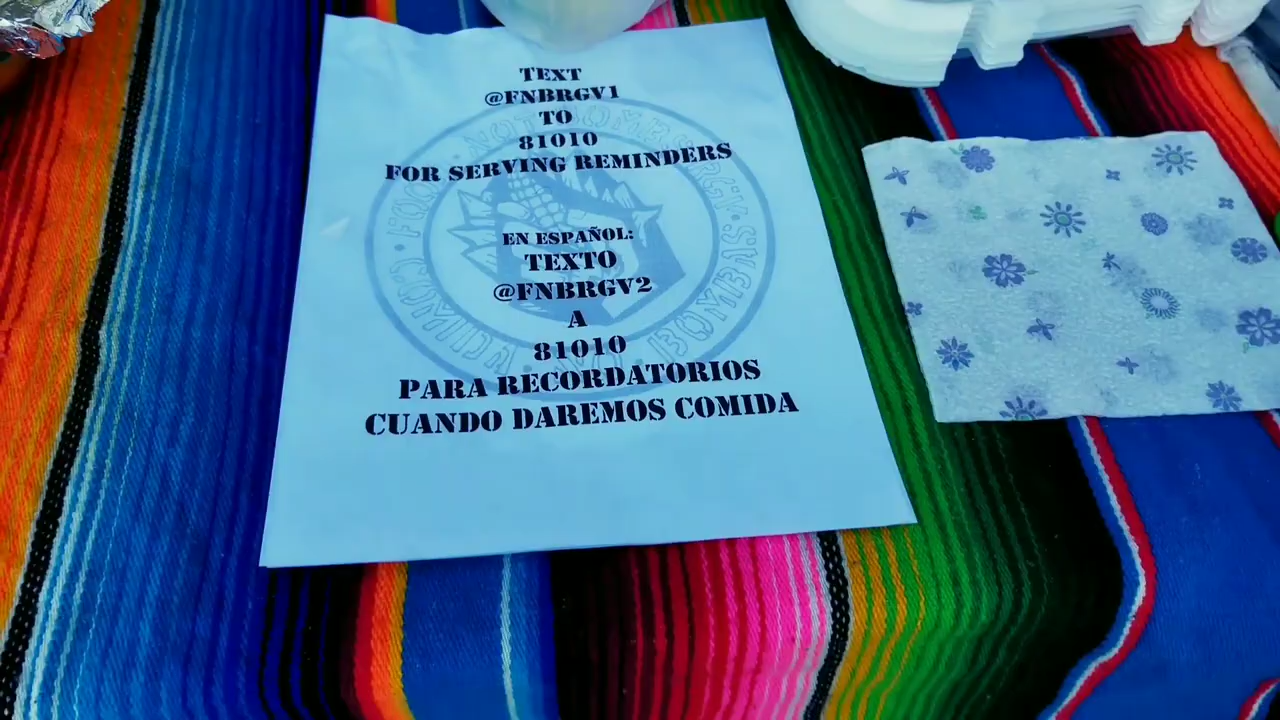 TEXT
@FNBRGV1
TO
81010
FOR SERVING REMINDERS
EN ESPAÑOL:
TEXTO
@FNBRGV2
A
81010
PARA RECORDATORIOS
CUANDO DAREMOS COMIDA